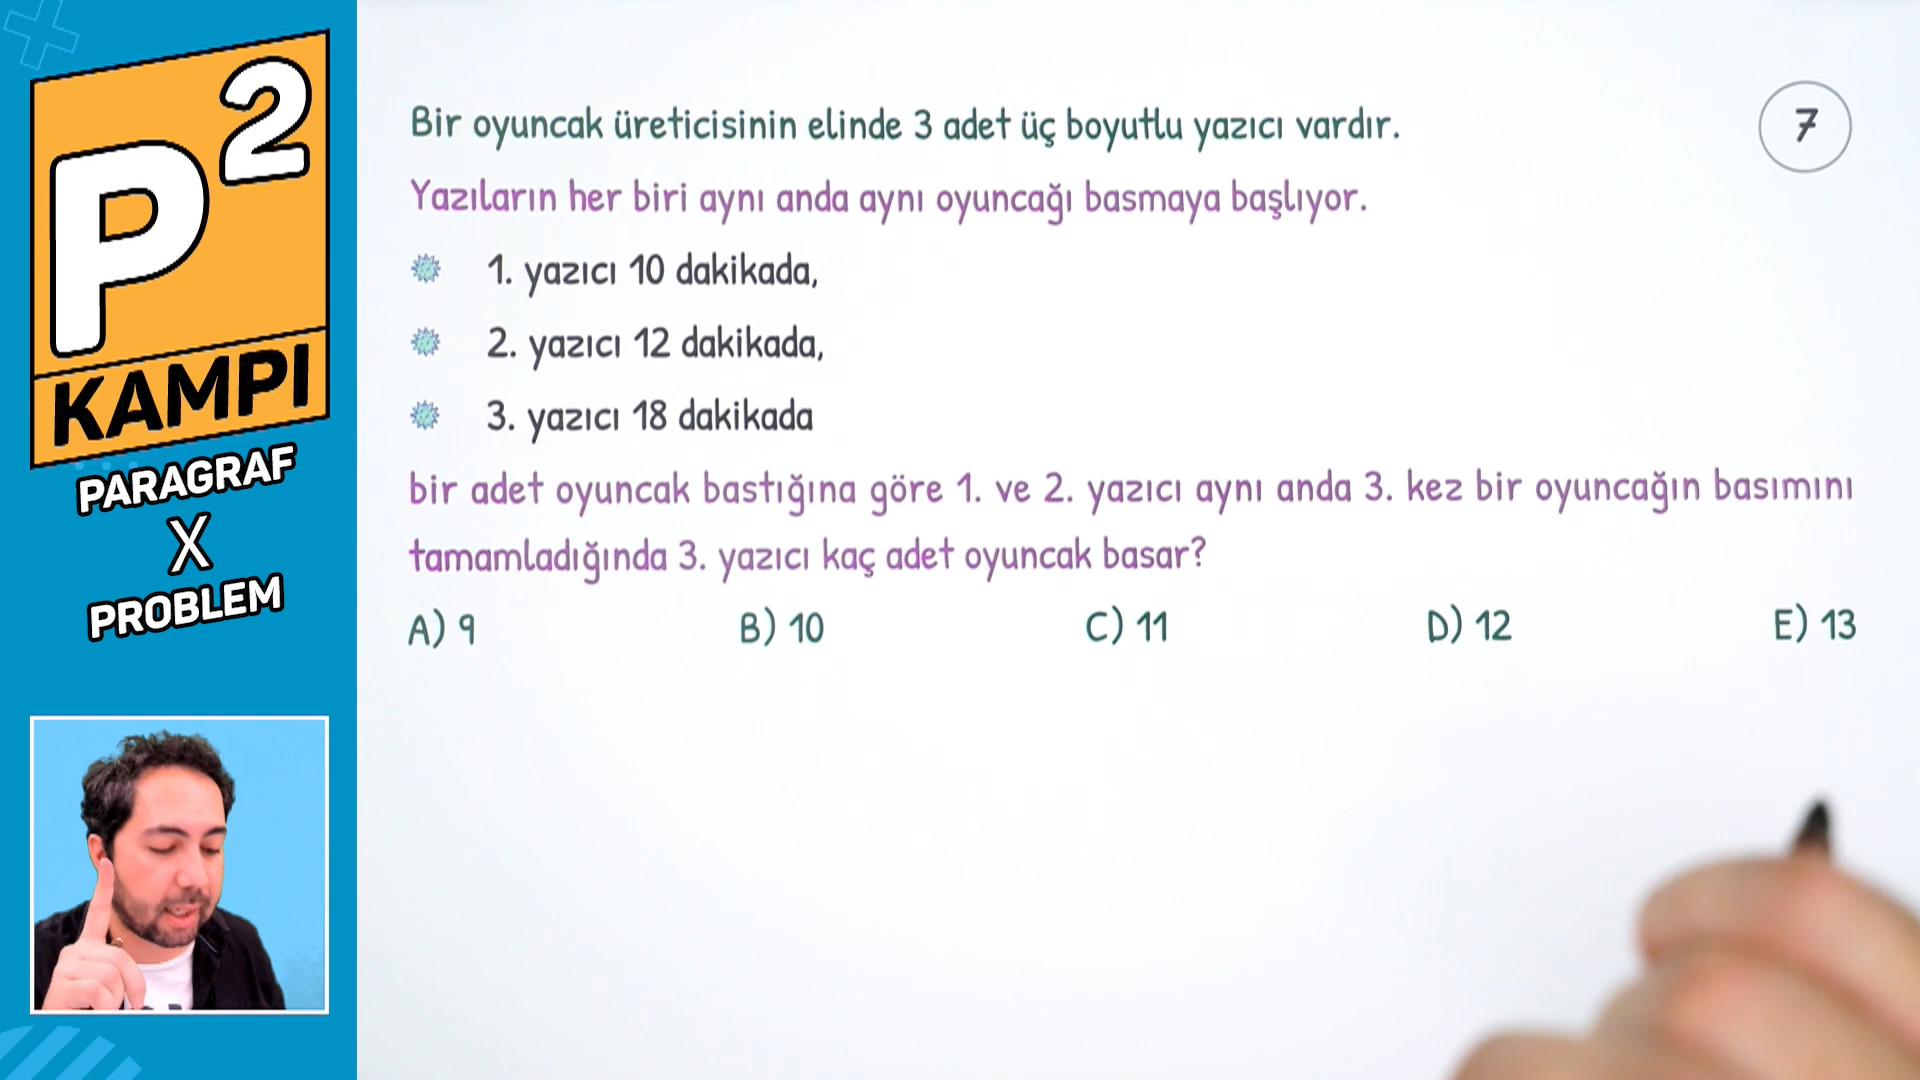 P²
KAMPI
PARAGRAF
X
PROBLEM
7
Bir oyuncak üreticisinin elinde 3 adet üç boyutlu yazıcı vardır.
Yazıların her biri aynı anda aynı oyuncağı basmaya başlıyor.
1. yazıcı 10 dakikada,
2. yazıcı 12 dakikada,
3. yazıcı 18 dakikada
bir adet oyuncak bastığına göre 1. ve 2. yazıcı aynı anda 3. kez bir oyuncağın basımını
tamamladığında 3. yazıcı kaç adet oyuncak basar?
A) 9 B) 10 C) 11 D) 12 E) 13